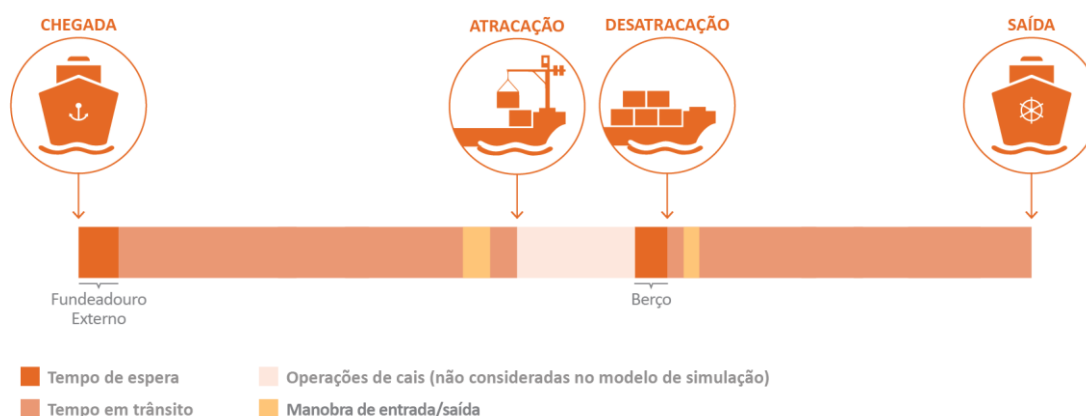 CHEGADA
ATRACAÇÃO
DESATRACAÇÃO
SAÍDA
Fundeadouro
Externo
Berço
Tempo de espera
Operações de cais (não consideradas no modelo de simulação)
Tempo em trânsito
Manobra de entrada/saída